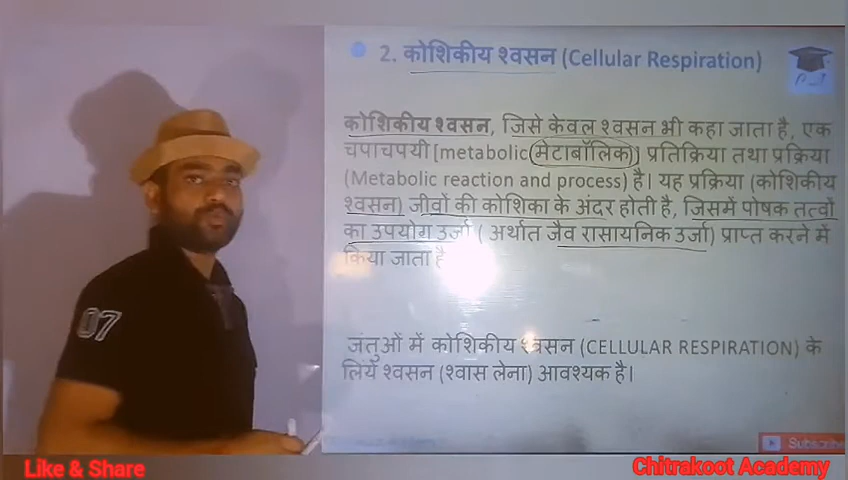 2. कोशिकीय श्वसन (Cellular Respiration)
कोशिकीय श्वसन, जिसे केवल श्वसन भी कहा जाता है, एक
चपाचपयी [metabolic (मेटाबॉलिक)] प्रतिक्रिया तथा प्रक्रिया
(Metabolic reaction and process) है। यह प्रक्रिया (कोशिकीय
श्वसन) जीवों की कोशिका के अंदर होती है, जिसमें पोषक तत्वों
का उपयोग उर्जा ( अर्थात जैव रासायनिक उर्जा) प्राप्त करने में
किया जाता है
जंतुओं में कोशिकीय श्वसन (CELLULAR RESPIRATION) के
लिये श्वसन (श्वास लेना) आवश्यक है।
07
Subscribe
Like & Share
Chitrakoot Academy